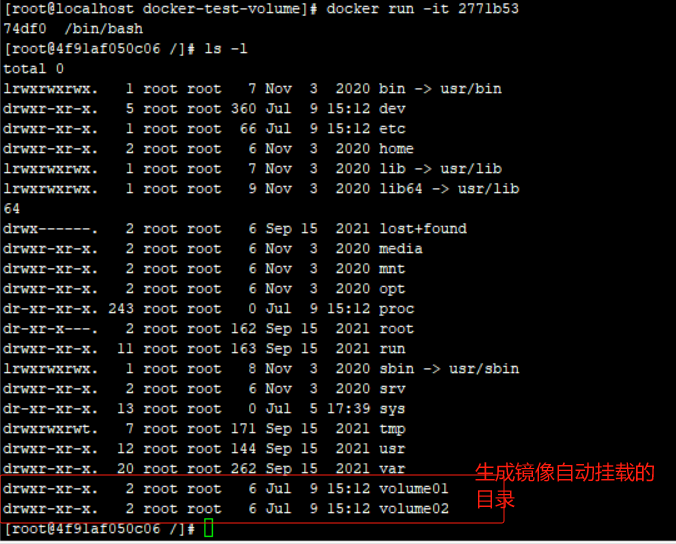 [root@localhost docker-test-volume]# docker run -it 2771b53
74df0  /bin/bash
[root@4f91af050c06 /]# ls -l
total 0
lrwxrwxrwx.   1 root root   7 Nov  3  2020 bin -> usr/bin
drwxr-xr-x.   5 root root 360 Jul  9 15:12 dev
drwxr-xr-x.   1 root root  66 Jul  9 15:12 etc
drwxr-xr-x.   2 root root   6 Nov  3  2020 home
lrwxrwxrwx.   1 root root   7 Nov  3  2020 lib -> usr/lib
lrwxrwxrwx.   1 root root   9 Nov  3  2020 lib64 -> usr/lib
64
drwx------.   2 root root   6 Sep 15  2021 lost+found
drwxr-xr-x.   2 root root   6 Nov  3  2020 media
drwxr-xr-x.   2 root root   6 Nov  3  2020 mnt
drwxr-xr-x.   2 root root   6 Nov  3  2020 opt
dr-xr-xr-x. 243 root root   0 Jul  9 15:12 proc
dr-xr-x---.   2 root root 162 Sep 15  2021 root
drwxr-xr-x.  11 root root 163 Sep 15  2021 run
lrwxrwxrwx.   1 root root   8 Nov  3  2020 sbin -> usr/sbin
drwxr-xr-x.   2 root root   6 Nov  3  2020 srv
dr-xr-xr-x.  13 root root   0 Jul  5 17:39 sys
drwxrwxrwt.   7 root root 171 Sep 15  2021 tmp
drwxr-xr-x.  12 root root 144 Sep 15  2021 usr
drwxr-xr-x.  20 root root 262 Sep 15  2021 var
drwxr-xr-x.   2 root root   6 Jul  9 15:12 volume01
drwxr-xr-x.   2 root root   6 Jul  9 15:12 volume02
[root@4f91af050c06 /]#
生成镜像自动挂载的
目录